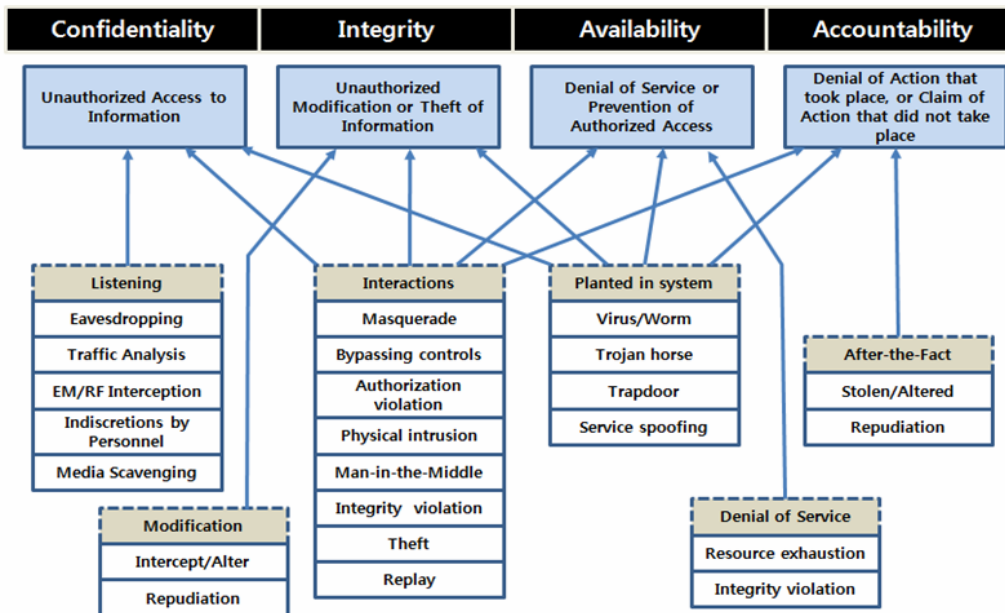 Confidentiality
Integrity
Availability
Accountability
Unauthorized Access to
Information
Unauthorized
Modification or Theft of
Information
Denial of Service or
Prevention of
Authorized Access
Denial of Action that
took place, or Claim of
Action that did not take
place
Listening
Eavesdropping
Traffic Analysis
EM/RF Interception
Indiscretions by
Personnel
Media Scavenging
Modification
Intercept/Alter
Repudiation
Interactions
Masquerade
Bypassing controls
Authorization
violation
Physical intrusion
Man-in-the-Middle
Integrity violation
Theft
Replay
Planted in system
Virus/Worm
Trojan horse
Trapdoor
Service spoofing
After-the-Fact
Stolen/Altered
Repudiation
Denial of Service
Resource exhaustion
Integrity violation